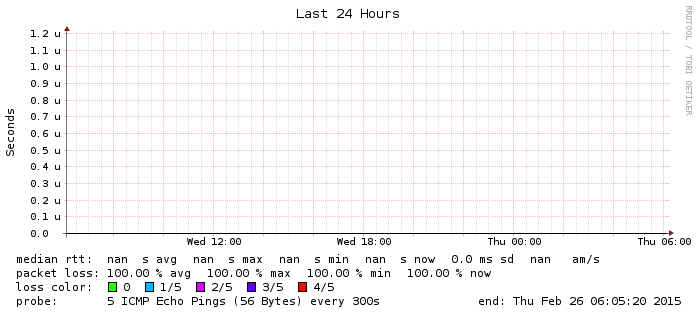 Last 24 Hours
RRDTOOL / TOBI OETIKER
Seconds
1.2 u
1.1 u
1.0 u
0.9 u
0.8 u
0.7 u
0.6 u
0.5 u
0.4 u
0.3 u
0.2 u
0.1 u
0.0
Wed 12:00 Wed 18:00 Thu 00:00 Thu 06:00
median rtt: nan s avg nan s max nan s min nan s now 0.0 ms sd nan am/s
packet loss: 100.00 % avg 100.00 % max 100.00 % min 100.00 % now
loss color: 0 1/5 2/5 3/5 4/5
probe: 5 ICMP Echo Pings (56 Bytes) every 300s end: Thu Feb 26 06:05:20 2015